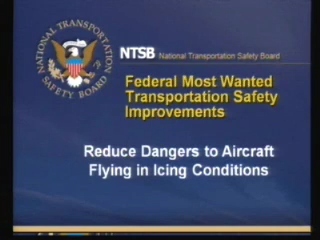 NATIONAL TRANSPORTATION
SAFETY BOARD
NTSB National Transportation Safety Board
Federal Most Wanted
Transportation Safety
Improvements
Reduce Dangers to Aircraft
Flying in Icing Conditions